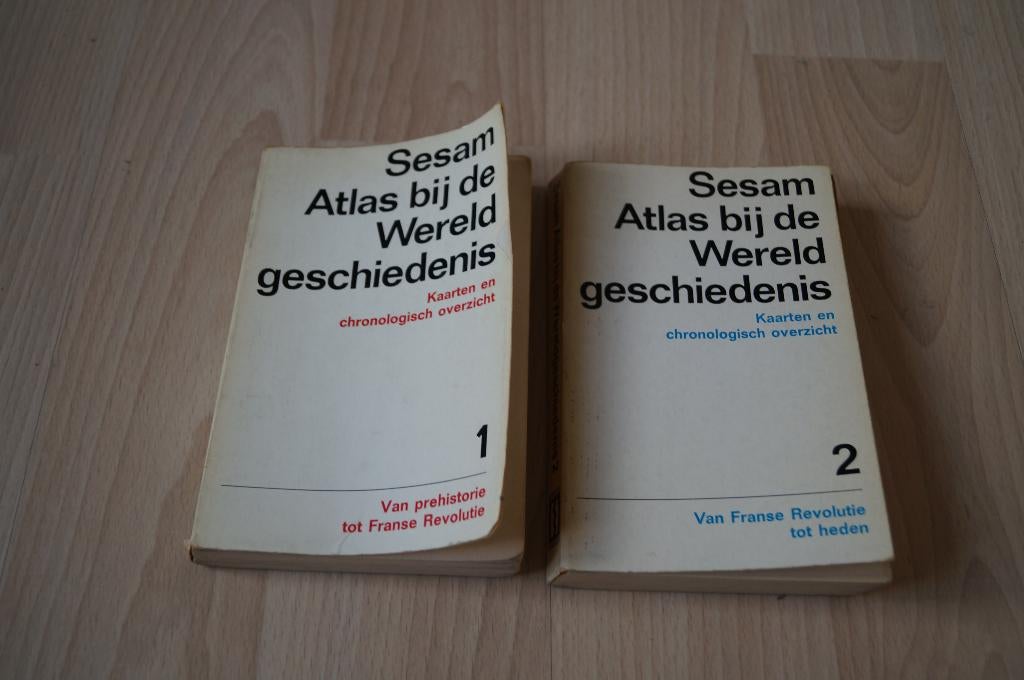 Sesam
Atlas bij de
Wereld
geschiedenis
Kaarten en
chronologisch overzicht
1
Van prehistorie
tot Franse Revolutie
Sesam
Atlas bij de
Wereld
geschiedenis
Kaarten en
chronologisch overzicht
2
Van Franse Revolutie
tot heden